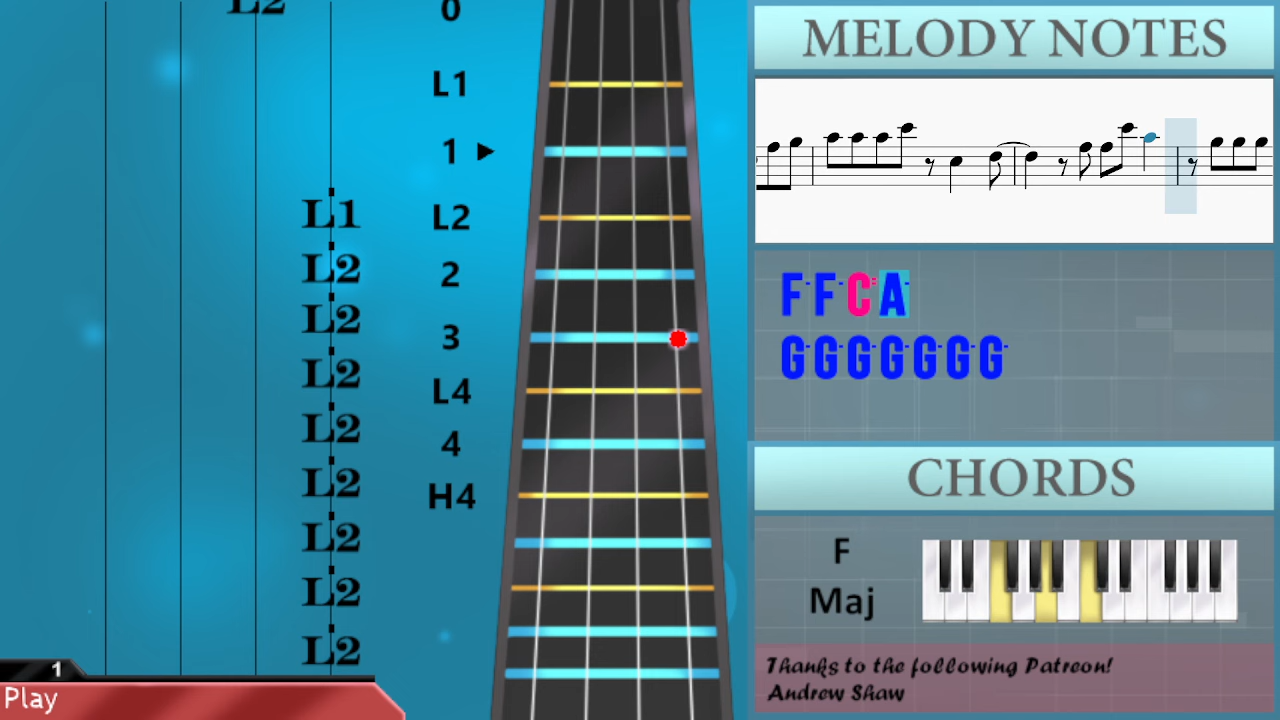 L2
L1
L2
L2
L2
L2
L2
L2
L2
L2
0
L1
1
L2
2
3
L4
4
H4
1
Play
MELODY NOTES
F F C A
G G G G G G G
CHORDS
F
Maj
Thanks to the following Patreon!
Andrew Shaw